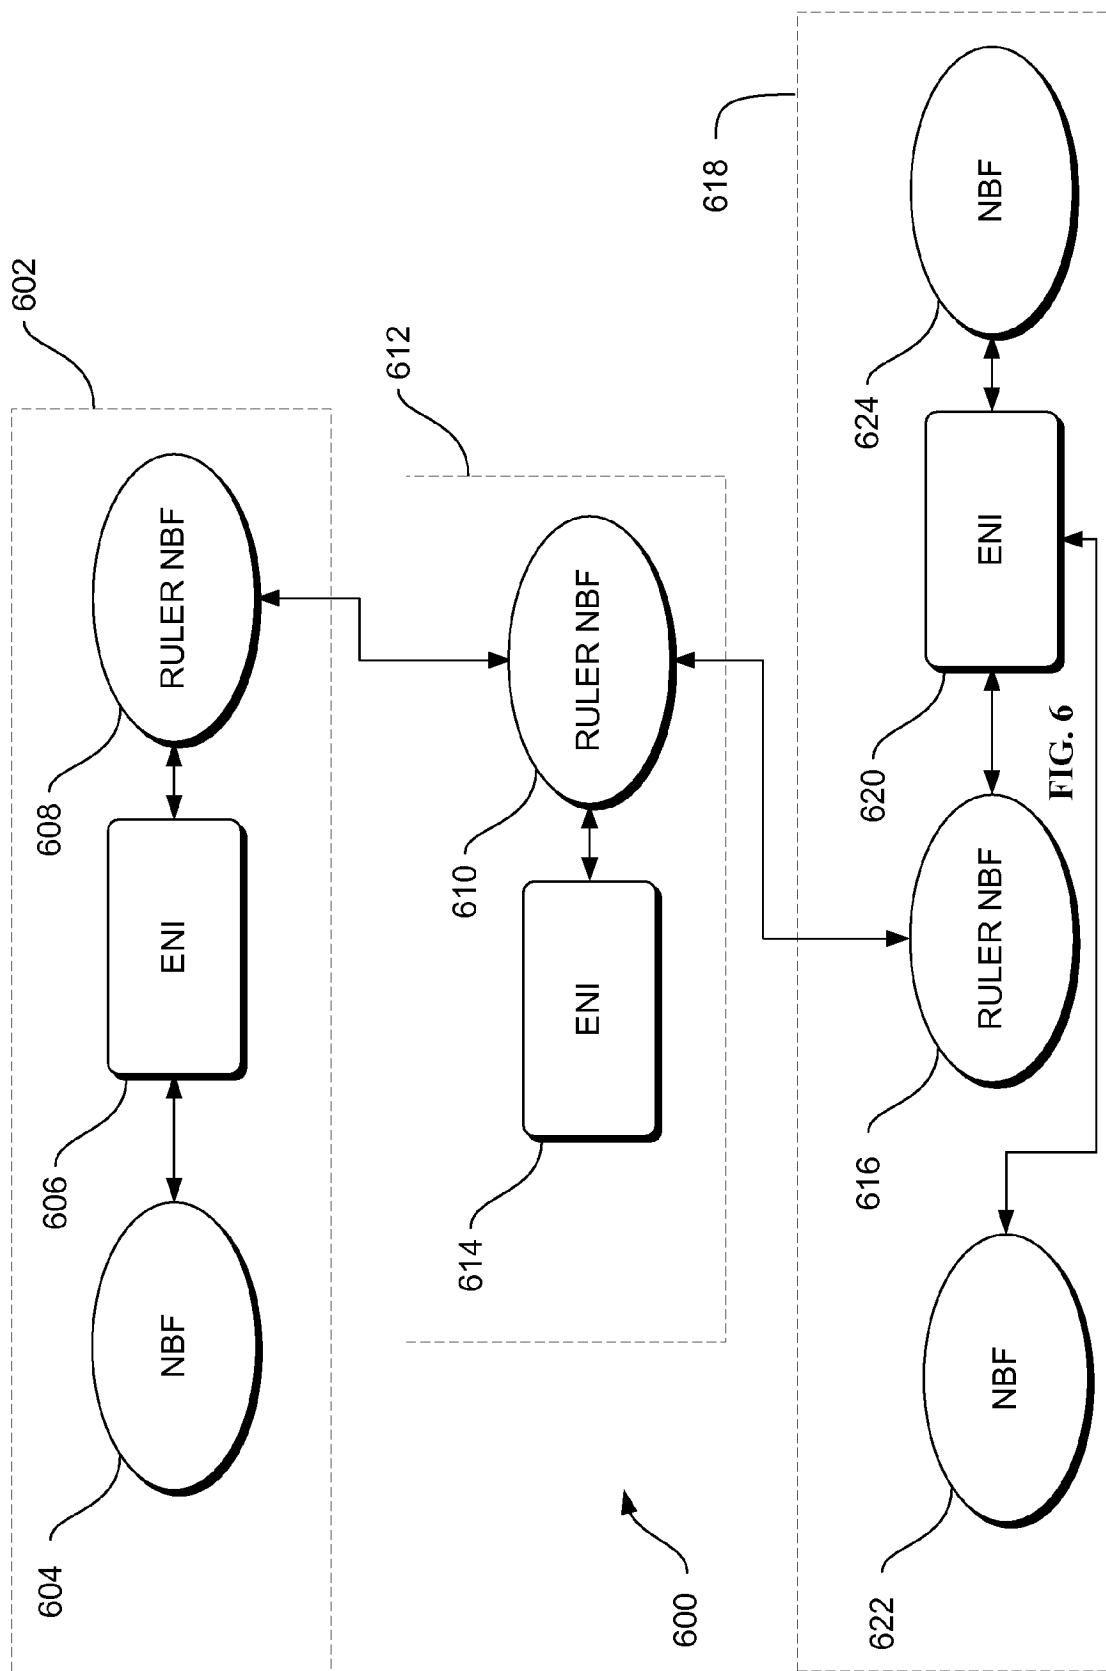 602
604
606
608
NBF
ENI
RULER NBF
612
614
610
ENI
RULER NBF
600
618
622
616
620
624
NBF
RULER NBF
ENI
NBF
FIG. 6